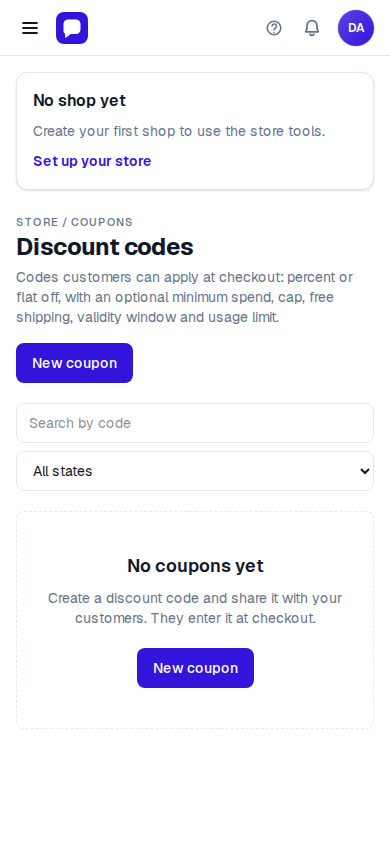 DA
No shop yet
Create your first shop to use the store tools.
Set up your store
STORE / COUPONS
Discount codes
Codes customers can apply at checkout: percent or
flat off, with an optional minimum spend, cap, free
shipping, validity window and usage limit.
New coupon
Search by code
All states
No coupons yet
Create a discount code and share it with your
customers. They enter it at checkout.
New coupon